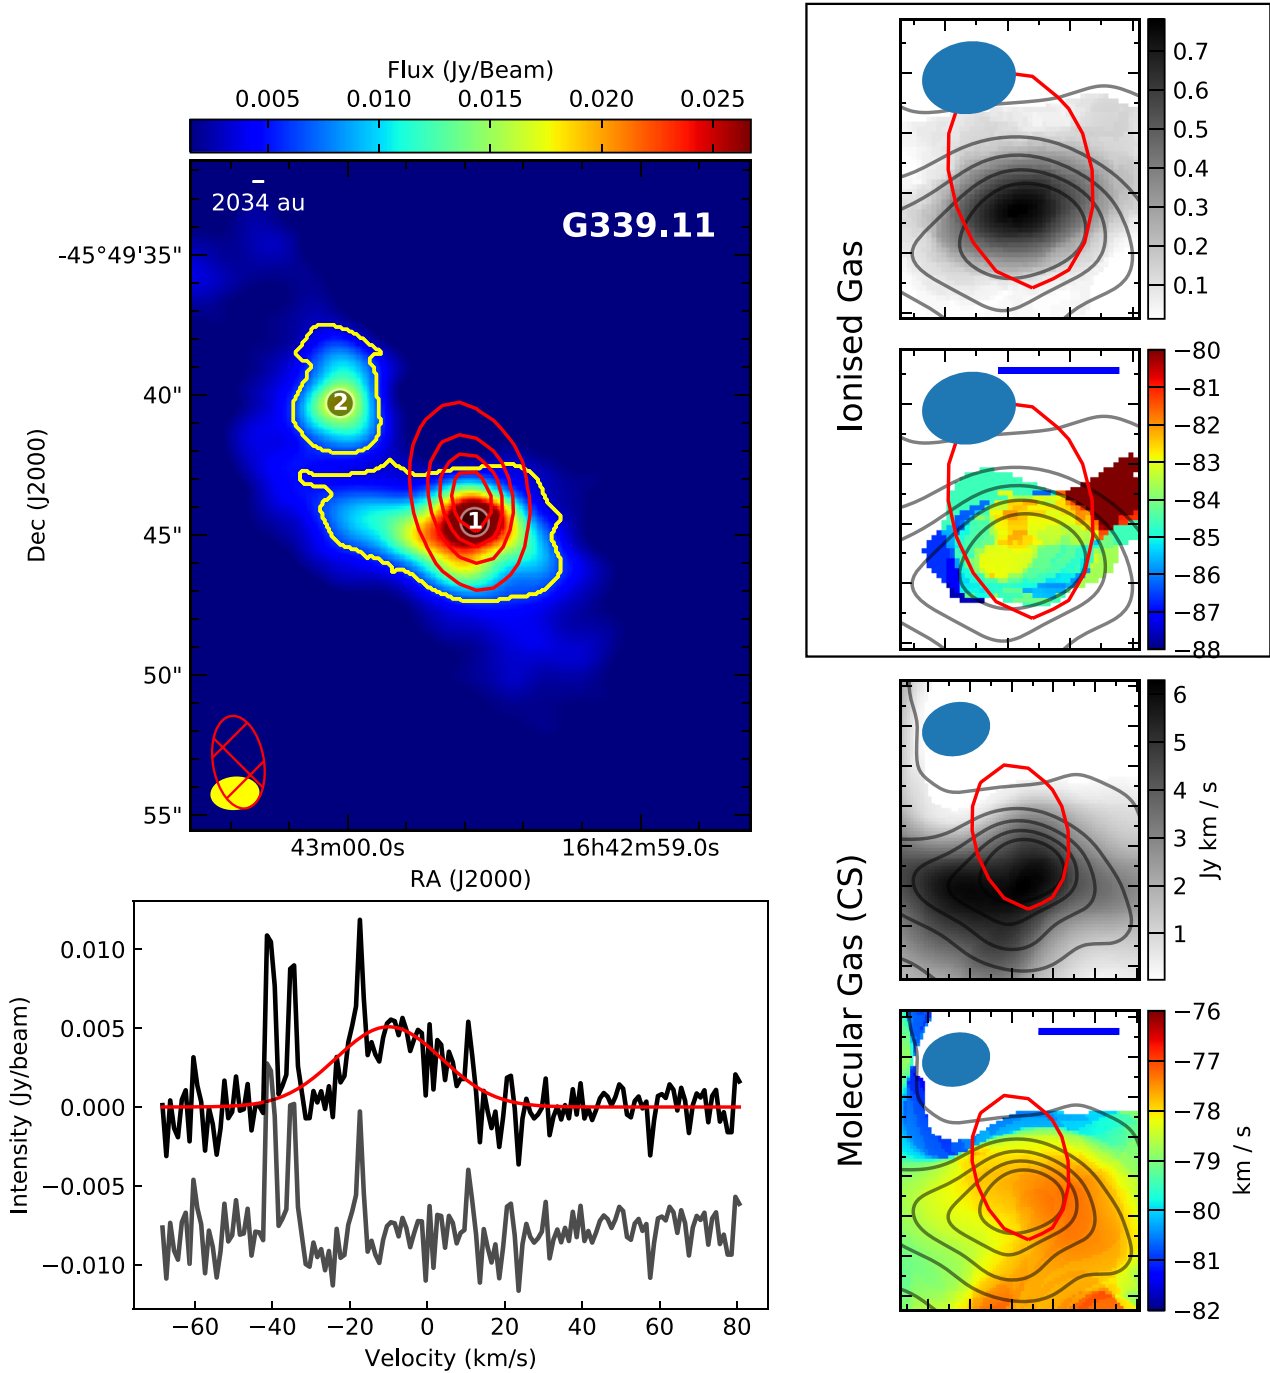 Flux (Jy/Beam)
0.005 0.010 0.015 0.020 0.025
2034 au
G339.11
-45°49'35"
40"
45"
50"
55"
Dec (J2000)
2
1
43m00.0s 16h42m59.0s
RA (J2000)
0.010
0.005
0.000
−0.005
−0.010
Intensity (Jy/beam)
−60 −40 −20 0 20 40 60 80
Velocity (km/s)
Ionised Gas
0.7
0.6
0.5
0.4
0.3
0.2
0.1
−80
−81
−82
−83
−84
−85
−86
−87
−88
Molecular Gas (CS)
6
5
4
3
2
1
Jy km / s
−76
−77
−78
−79
−80
−81
−82
km / s